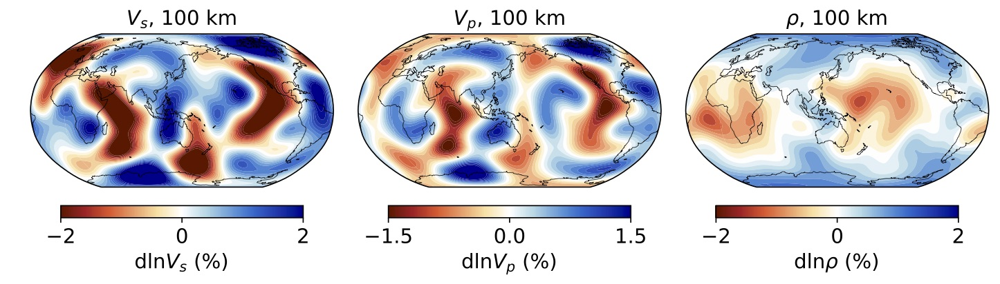 Vₛ, 100 km
Vₚ, 100 km
ρ, 100 km
−2 0 2
−1.5 0.0 1.5
−2 0 2
dlnVₛ (%)
dlnVₚ (%)
dlnρ (%)